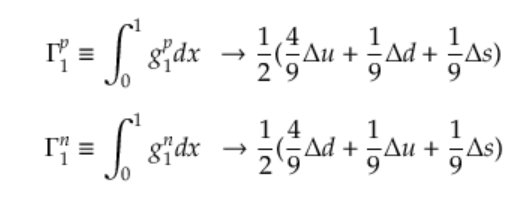 Γ₁ᵖ ≡ ∫₀¹ g₁ᵖdx → 1/2(4/9Δu + 1/9Δd + 1/9Δs)
Γ₁ⁿ ≡ ∫₀¹ g₁ⁿdx → 1/2(4/9Δd + 1/9Δu + 1/9Δs)